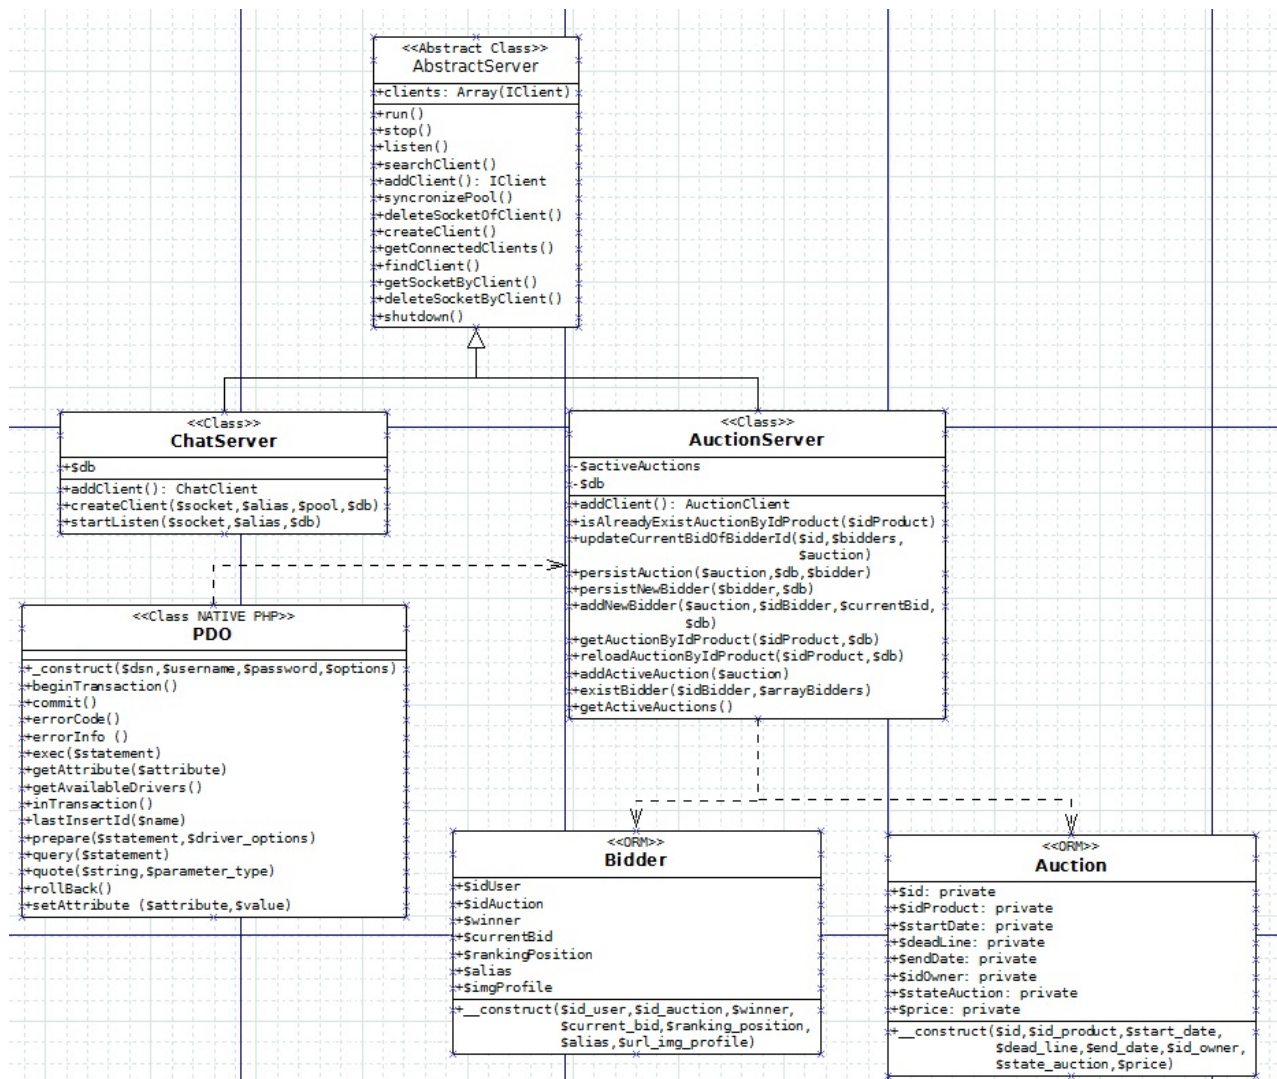 <<Abstract Class>>
AbstractServer
+clients: Array(IClient)
+run()
+stop()
+listen()
+searchClient()
+addClient(): IClient
+syncronizePool()
+deleteSocketOfClient()
+createClient()
+getConnectedClients()
+findClient()
+getSocketByClient()
+deleteSocketByClient()
+shutdown()
<<Class>>
ChatServer
+$db
+addClient(): ChatClient
+createClient($socket,$alias,$pool,$db)
+startListen($socket,$alias,$db)
<<Class>>
AuctionServer
-$activeAuctions
-$db
+addClient(): AuctionClient
+isAlreadyExistAuctionByIdProduct($idProduct)
+updateCurrentBidOfBidderId($id,$bidders,
$auction)
+persistAuction($auction,$db,$bidder)
+persistNewBidder($bidder,$db)
+addNewBidder($auction,$idBidder,$currentBid,
$db)
+getAuctionByIdProduct($idProduct,$db)
+reloadAuctionByIdProduct($idProduct,$db)
+addActiveAuction($auction)
+existBidder($idBidder,$arrayBidders)
+getActiveAuctions()
<<Class NATIVE PHP>>
PDO
+_construct($dsn,$username,$password,$options)
+beginTransaction()
+commit()
+errorCode()
+errorInfo ()
+exec($statement)
+getAttribute($attribute)
+getAvailableDrivers()
+inTransaction()
+lastInsertId($name)
+prepare($statement,$driver_options)
+query($statement)
+quote($string,$parameter_type)
+rollBack()
+setAttribute ($attribute,$value)
<<ORM>>
Bidder
+$idUser
+$idAuction
+$winner
+$currentBid
+$rankingPosition
+$alias
+$imgProfile
+__construct($id_user,$id_auction,$winner,
$current_bid,$ranking_position,
$alias,$url_img_profile)
<<ORM>>
Auction
+$id: private
+$idProduct: private
+$startDate: private
+$deadLine: private
+$endDate: private
+$idOwner: private
+$stateAuction: private
+$price: private
+__construct($id,$id_product,$start_date,
$dead_line,$end_date,$id_owner,
$state_auction,$price)